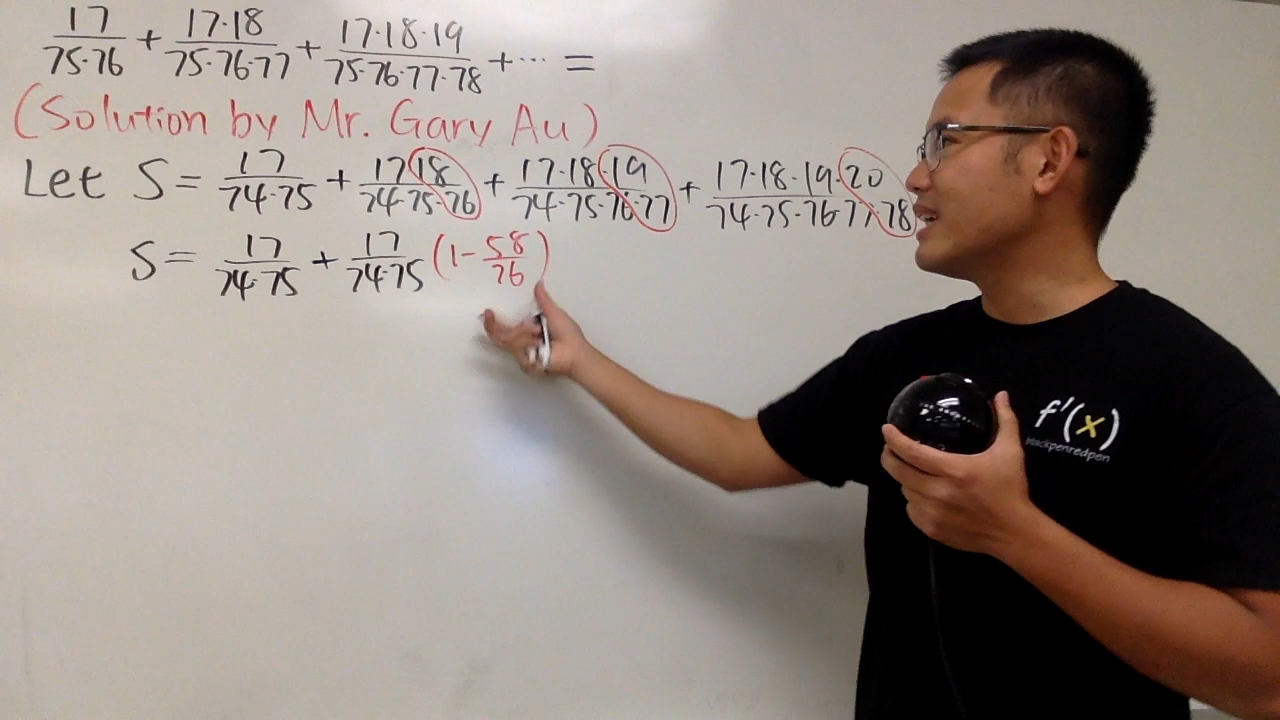 17/(75·76) + 17·18/(75·76·77) + 17·18·19/(75·76·77·78) + ··· =
(Solution by Mr. Gary Au)
Let S = 17/(74·75) + 17·18/(74·75·76) + 17·18·19/(74·75·76·77) + 17·18·19·20/(74·75·76·77·78)
S = 17/(74·75) + 17/(74·75) (1 - 58/76)
f'(x)
blackpenredpen